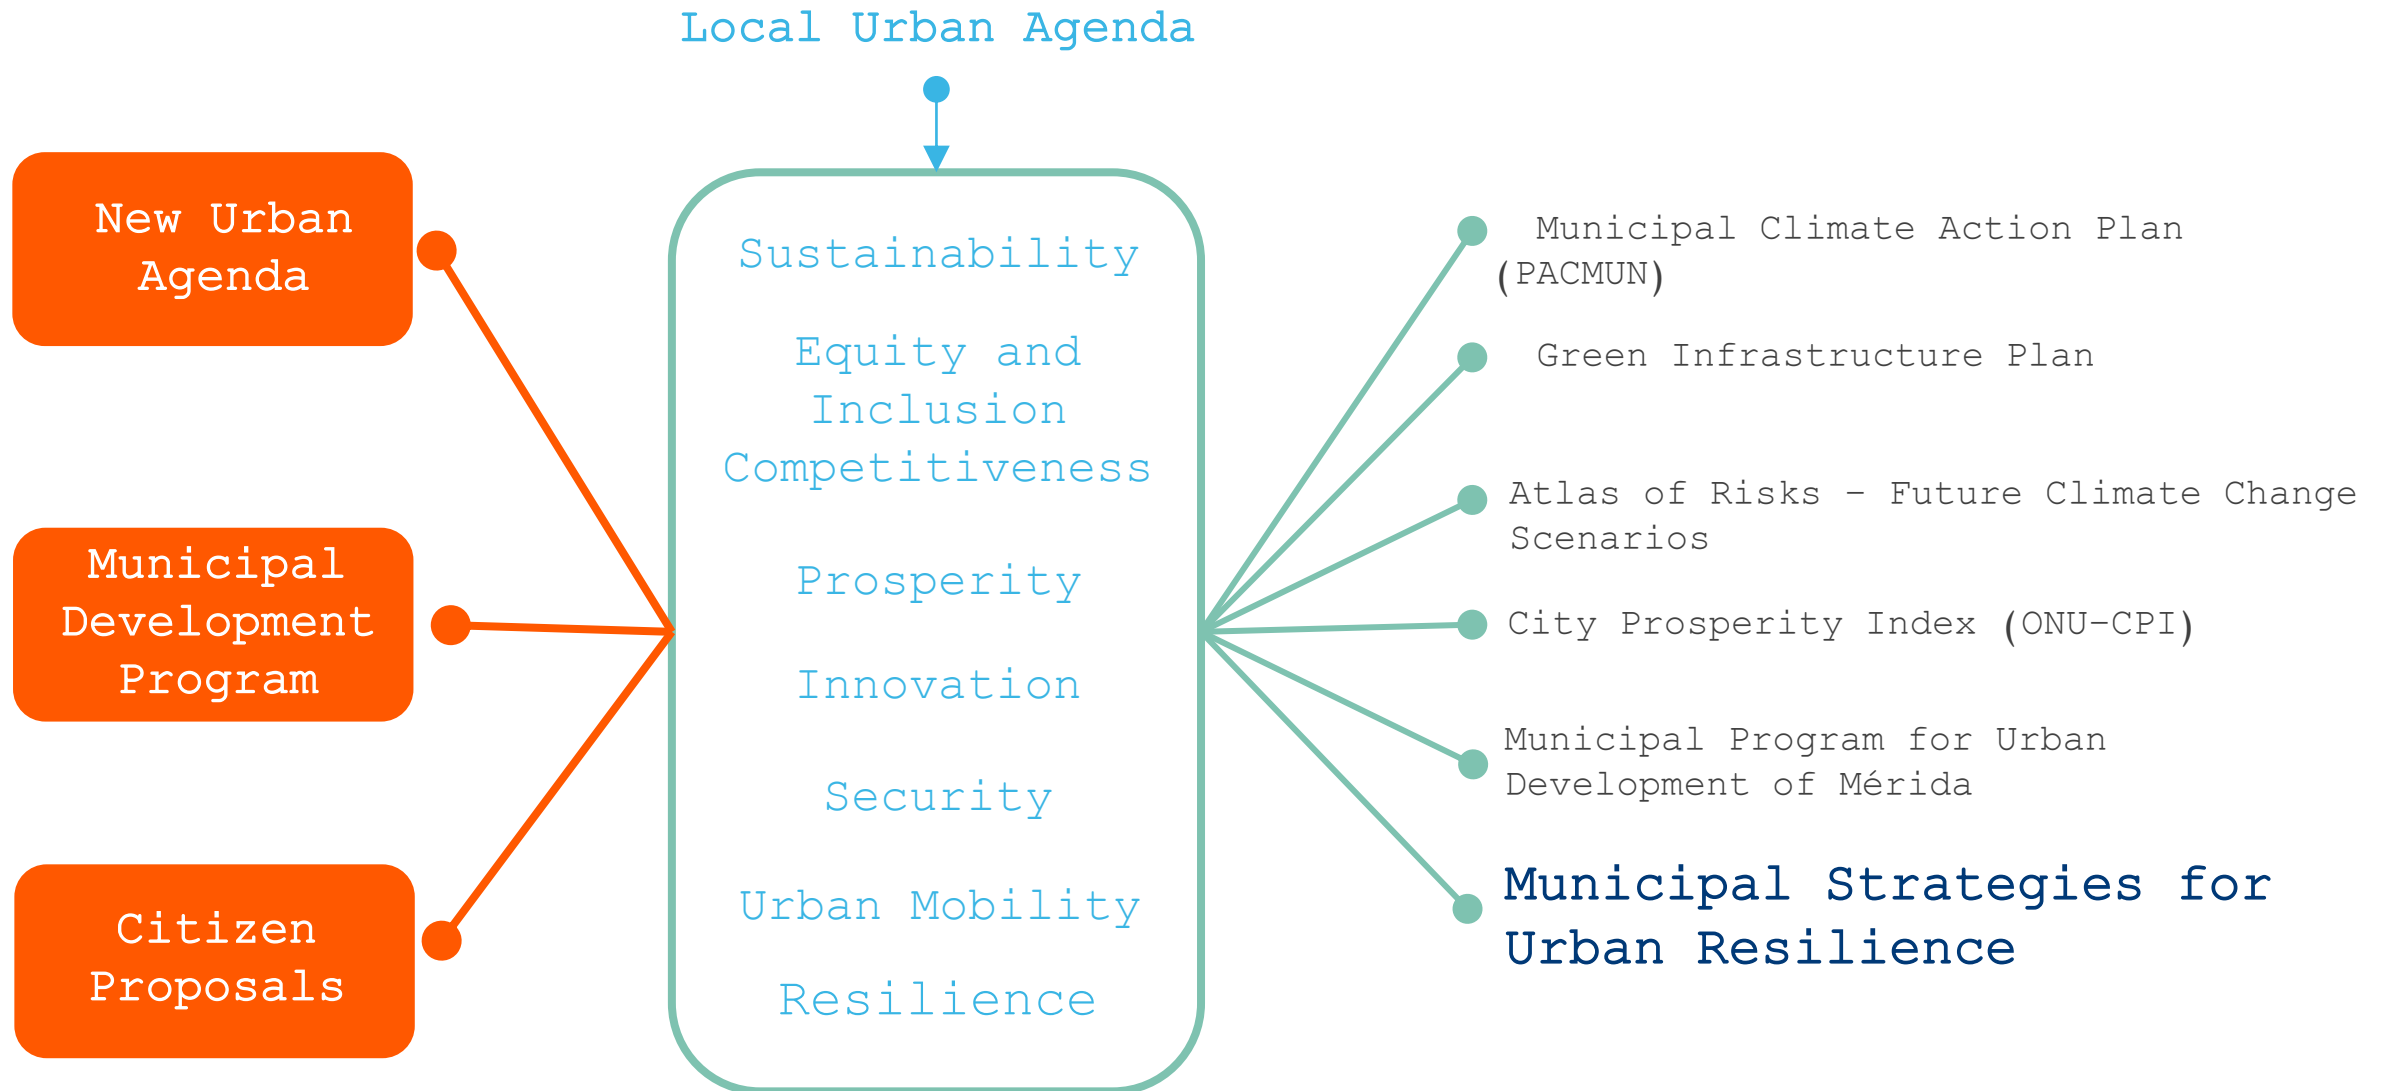 Local Urban Agenda
New Urban
Agenda
Municipal
Development
Program
Citizen
Proposals
Sustainability
Equity and
Inclusion
Competitiveness
Prosperity
Innovation
Security
Urban Mobility
Resilience
Municipal Climate Action Plan
(PACMUN)
Green Infrastructure Plan
Atlas of Risks – Future Climate Change
Scenarios
City Prosperity Index (ONU-CPI)
Municipal Program for Urban
Development of Mérida
Municipal Strategies for
Urban Resilience